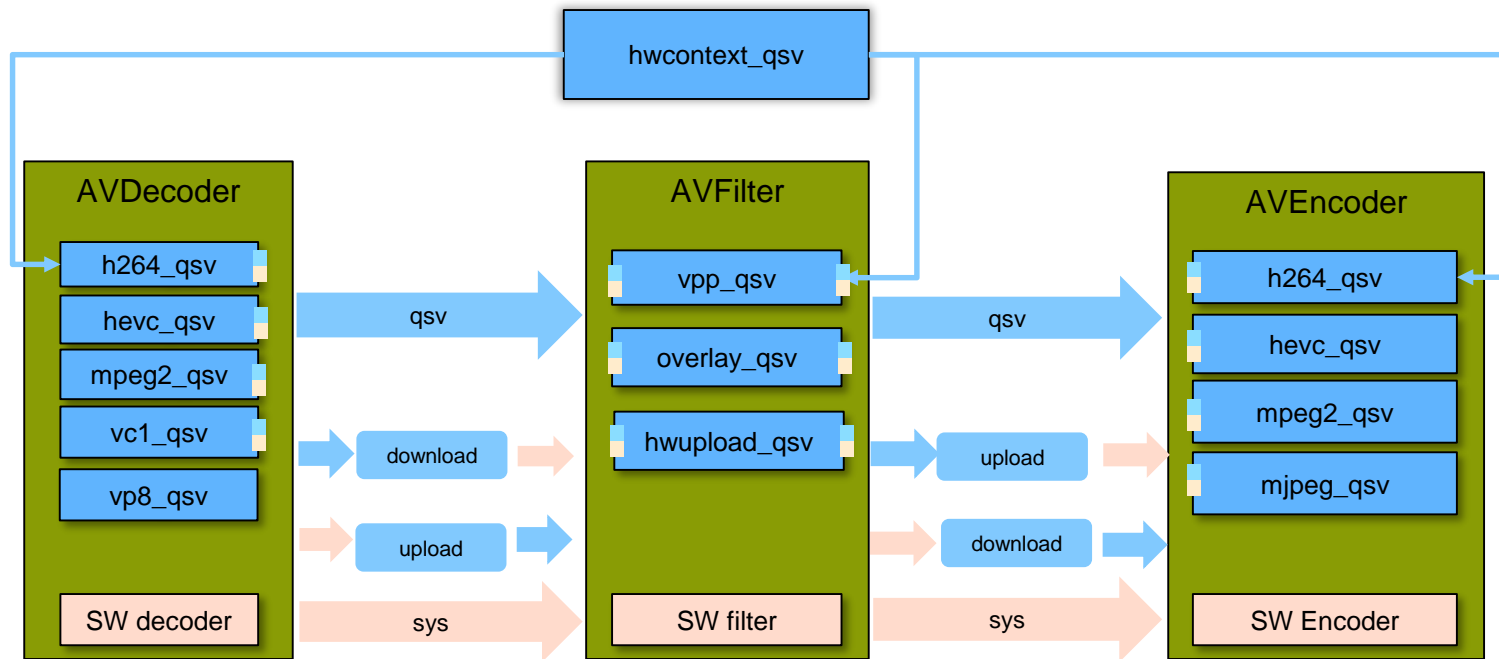 hwcontext_qsv
AVDecoder
h264_qsv
hevc_qsv
mpeg2_qsv
vc1_qsv
vp8_qsv
SW decoder
qsv
download
upload
sys
AVFilter
vpp_qsv
overlay_qsv
hwupload_qsv
SW filter
qsv
upload
download
sys
AVEncoder
h264_qsv
hevc_qsv
mpeg2_qsv
mjpeg_qsv
SW Encoder